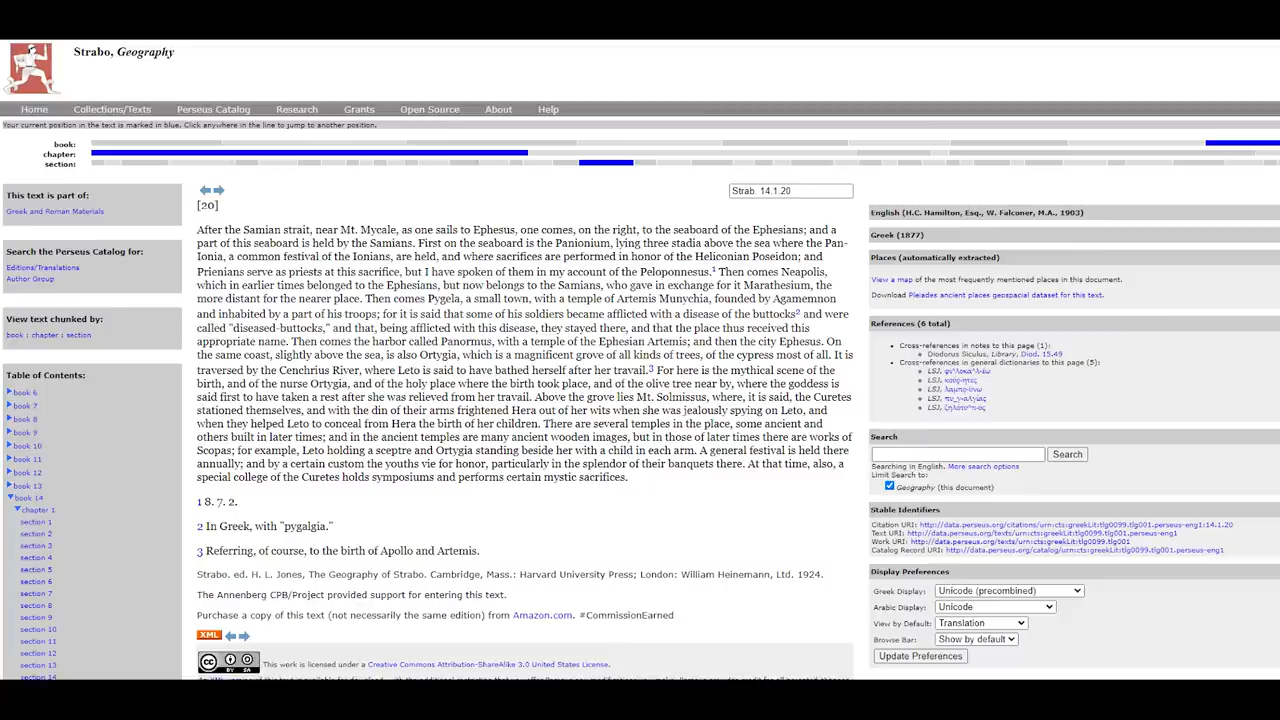 Strabo, Geography
Home Collections/Texts Perseus Catalog Research Grants Open Source About Help
Your current position in the text is marked in blue. Click anywhere in the line to jump to another position.
book:
chapter:
section:
This text is part of:
Greek and Roman Materials
Search the Perseus Catalog for:
Editions/Translations
Author Group
View text chunked by:
book : chapter : section
Table of Contents:
book 6
book 7
book 8
book 9
book 10
book 11
book 12
book 13
book 14
chapter 1
section 1
section 2
section 3
section 4
section 5
section 6
section 7
section 8
section 9
section 10
section 11
section 12
section 13
section 14
Strab. 14.1.20
[20]
After the Samian strait, near Mt. Mycale, as one sails to Ephesus, one comes, on the right, to the seaboard of the Ephesians; and a
part of this seaboard is held by the Samians. First on the seaboard is the Panionium, lying three stadia above the sea where the Pan-
Ionia, a common festival of the Ionians, are held, and where sacrifices are performed in honor of the Heliconian Poseidon; and
Prienians serve as priests at this sacrifice, but I have spoken of them in my account of the Peloponnesus.1 Then comes Neapolis,
which in earlier times belonged to the Ephesians, but now belongs to the Samians, who gave in exchange for it Marathesium, the
more distant for the nearer place. Then comes Pygela, a small town, with a temple of Artemis Munychia, founded by Agamemnon
and inhabited by a part of his troops; for it is said that some of his soldiers became afflicted with a disease of the buttocks2 and were
called "diseased-buttocks," and that, being afflicted with this disease, they stayed there, and that the place thus received this
appropriate name. Then comes the harbor called Panormus, with a temple of the Ephesian Artemis; and then the city Ephesus. On
the same coast, slightly above the sea, is also Ortygia, which is a magnificent grove of all kinds of trees, of the cypress most of all. It is
traversed by the Cenchrius River, where Leto is said to have bathed herself after her travail.3 For here is the mythical scene of the
birth, and of the nurse Ortygia, and of the holy place where the birth took place, and of the olive tree near by, where the goddess is
said first to have taken a rest after she was relieved from her travail. Above the grove lies Mt. Solmissus, where, it is said, the Curetes
stationed themselves, and with the din of their arms frightened Hera out of her wits when she was jealously spying on Leto, and
when they helped Leto to conceal from Hera the birth of her children. There are several temples in the place, some ancient and
others built in later times; and in the ancient temples are many ancient wooden images, but in those of later times there are works of
Scopas; for example, Leto holding a sceptre and Ortygia standing beside her with a child in each arm. A general festival is held there
annually; and by a certain custom the youths vie for honor, particularly in the splendor of their banquets there. At that time, also, a
special college of the Curetes holds symposiums and performs certain mystic sacrifices.
1 8. 7. 2.
2 In Greek, with "pygalgia."
3 Referring, of course, to the birth of Apollo and Artemis.
Strabo. ed. H. L. Jones, The Geography of Strabo. Cambridge, Mass.: Harvard University Press; London: William Heinemann, Ltd. 1924.
The Annenberg CPB/Project provided support for entering this text.
Purchase a copy of this text (not necessarily the same edition) from Amazon.com. #CommissionEarned
XML
This work is licensed under a Creative Commons Attribution-ShareAlike 3.0 United States License.
English (H.C. Hamilton, Esq., W. Falconer, M.A., 1903)
Greek (1877)
Places (automatically extracted)
View a map of the most frequently mentioned places in this document.
Download Pleiades ancient places geospacial dataset for this text.
References (6 total)
Cross-references in notes to this page (1):
Diodorus Siculus, Library, Diod. 15.49
Cross-references in general dictionaries to this page (5):
LSJ,
LSJ,
LSJ,
LSJ,
LSJ,
Search
Search
Searching in English. More search options
Limit Search to:
Geography (this document)
Stable Identifiers
Citation URI: http://data.perseus.org/citations/urn:cts:greekLit:tlg0099.tlg001.perseus-eng1:14.1.20
Text URI: http://data.perseus.org/texts/urn:cts:greekLit:tlg0099.tlg001.perseus-eng1
Work URI: http://data.perseus.org/texts/urn:cts:greekLit:tlg0099.tlg001
Catalog Record URI: http://data.perseus.org/catalog/urn:cts:greekLit:tlg0099.tlg001.perseus-eng1
Display Preferences
Greek Display: Unicode (precombined)
Arabic Display: Unicode
View by Default: Translation
Browse Bar: Show by default
Update Preferences